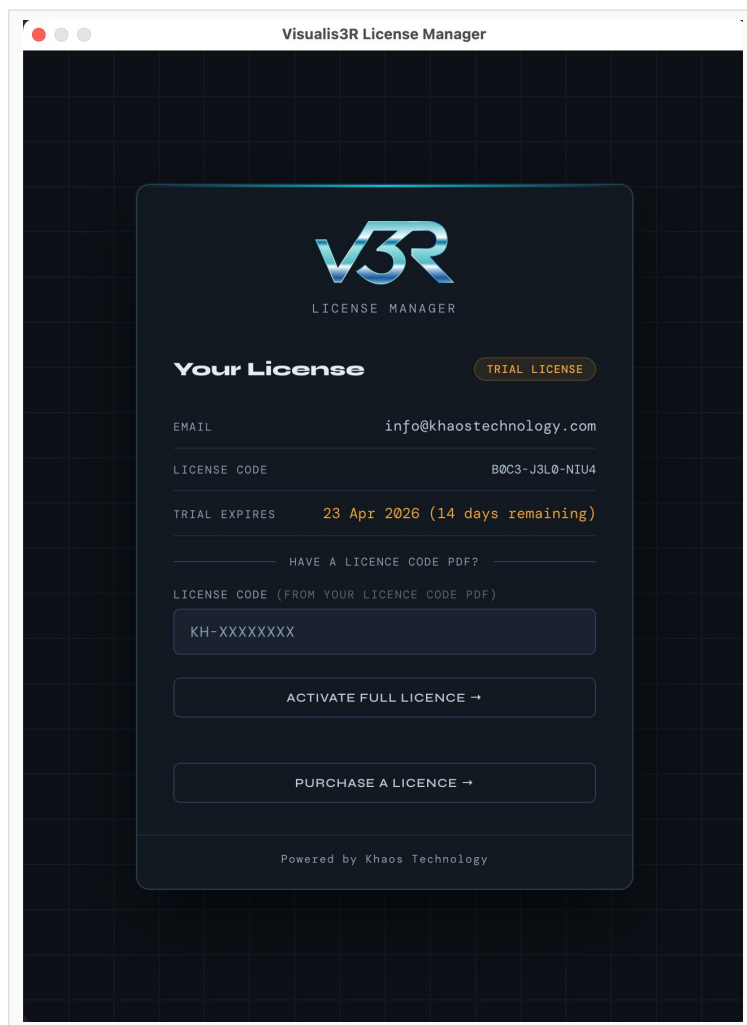 Visualis3R License Manager
V3R
LICENSE MANAGER
Your License
TRIAL LICENSE
EMAIL info@khaostechnology.com
LICENSE CODE B0C3-J3L0-NIU4
TRIAL EXPIRES 23 Apr 2026 (14 days remaining)
HAVE A LICENCE CODE PDF?
LICENSE CODE (FROM YOUR LICENCE CODE PDF)
KH-XXXXXXXX
ACTIVATE FULL LICENCE →
PURCHASE A LICENCE →
Powered by Khaos Technology